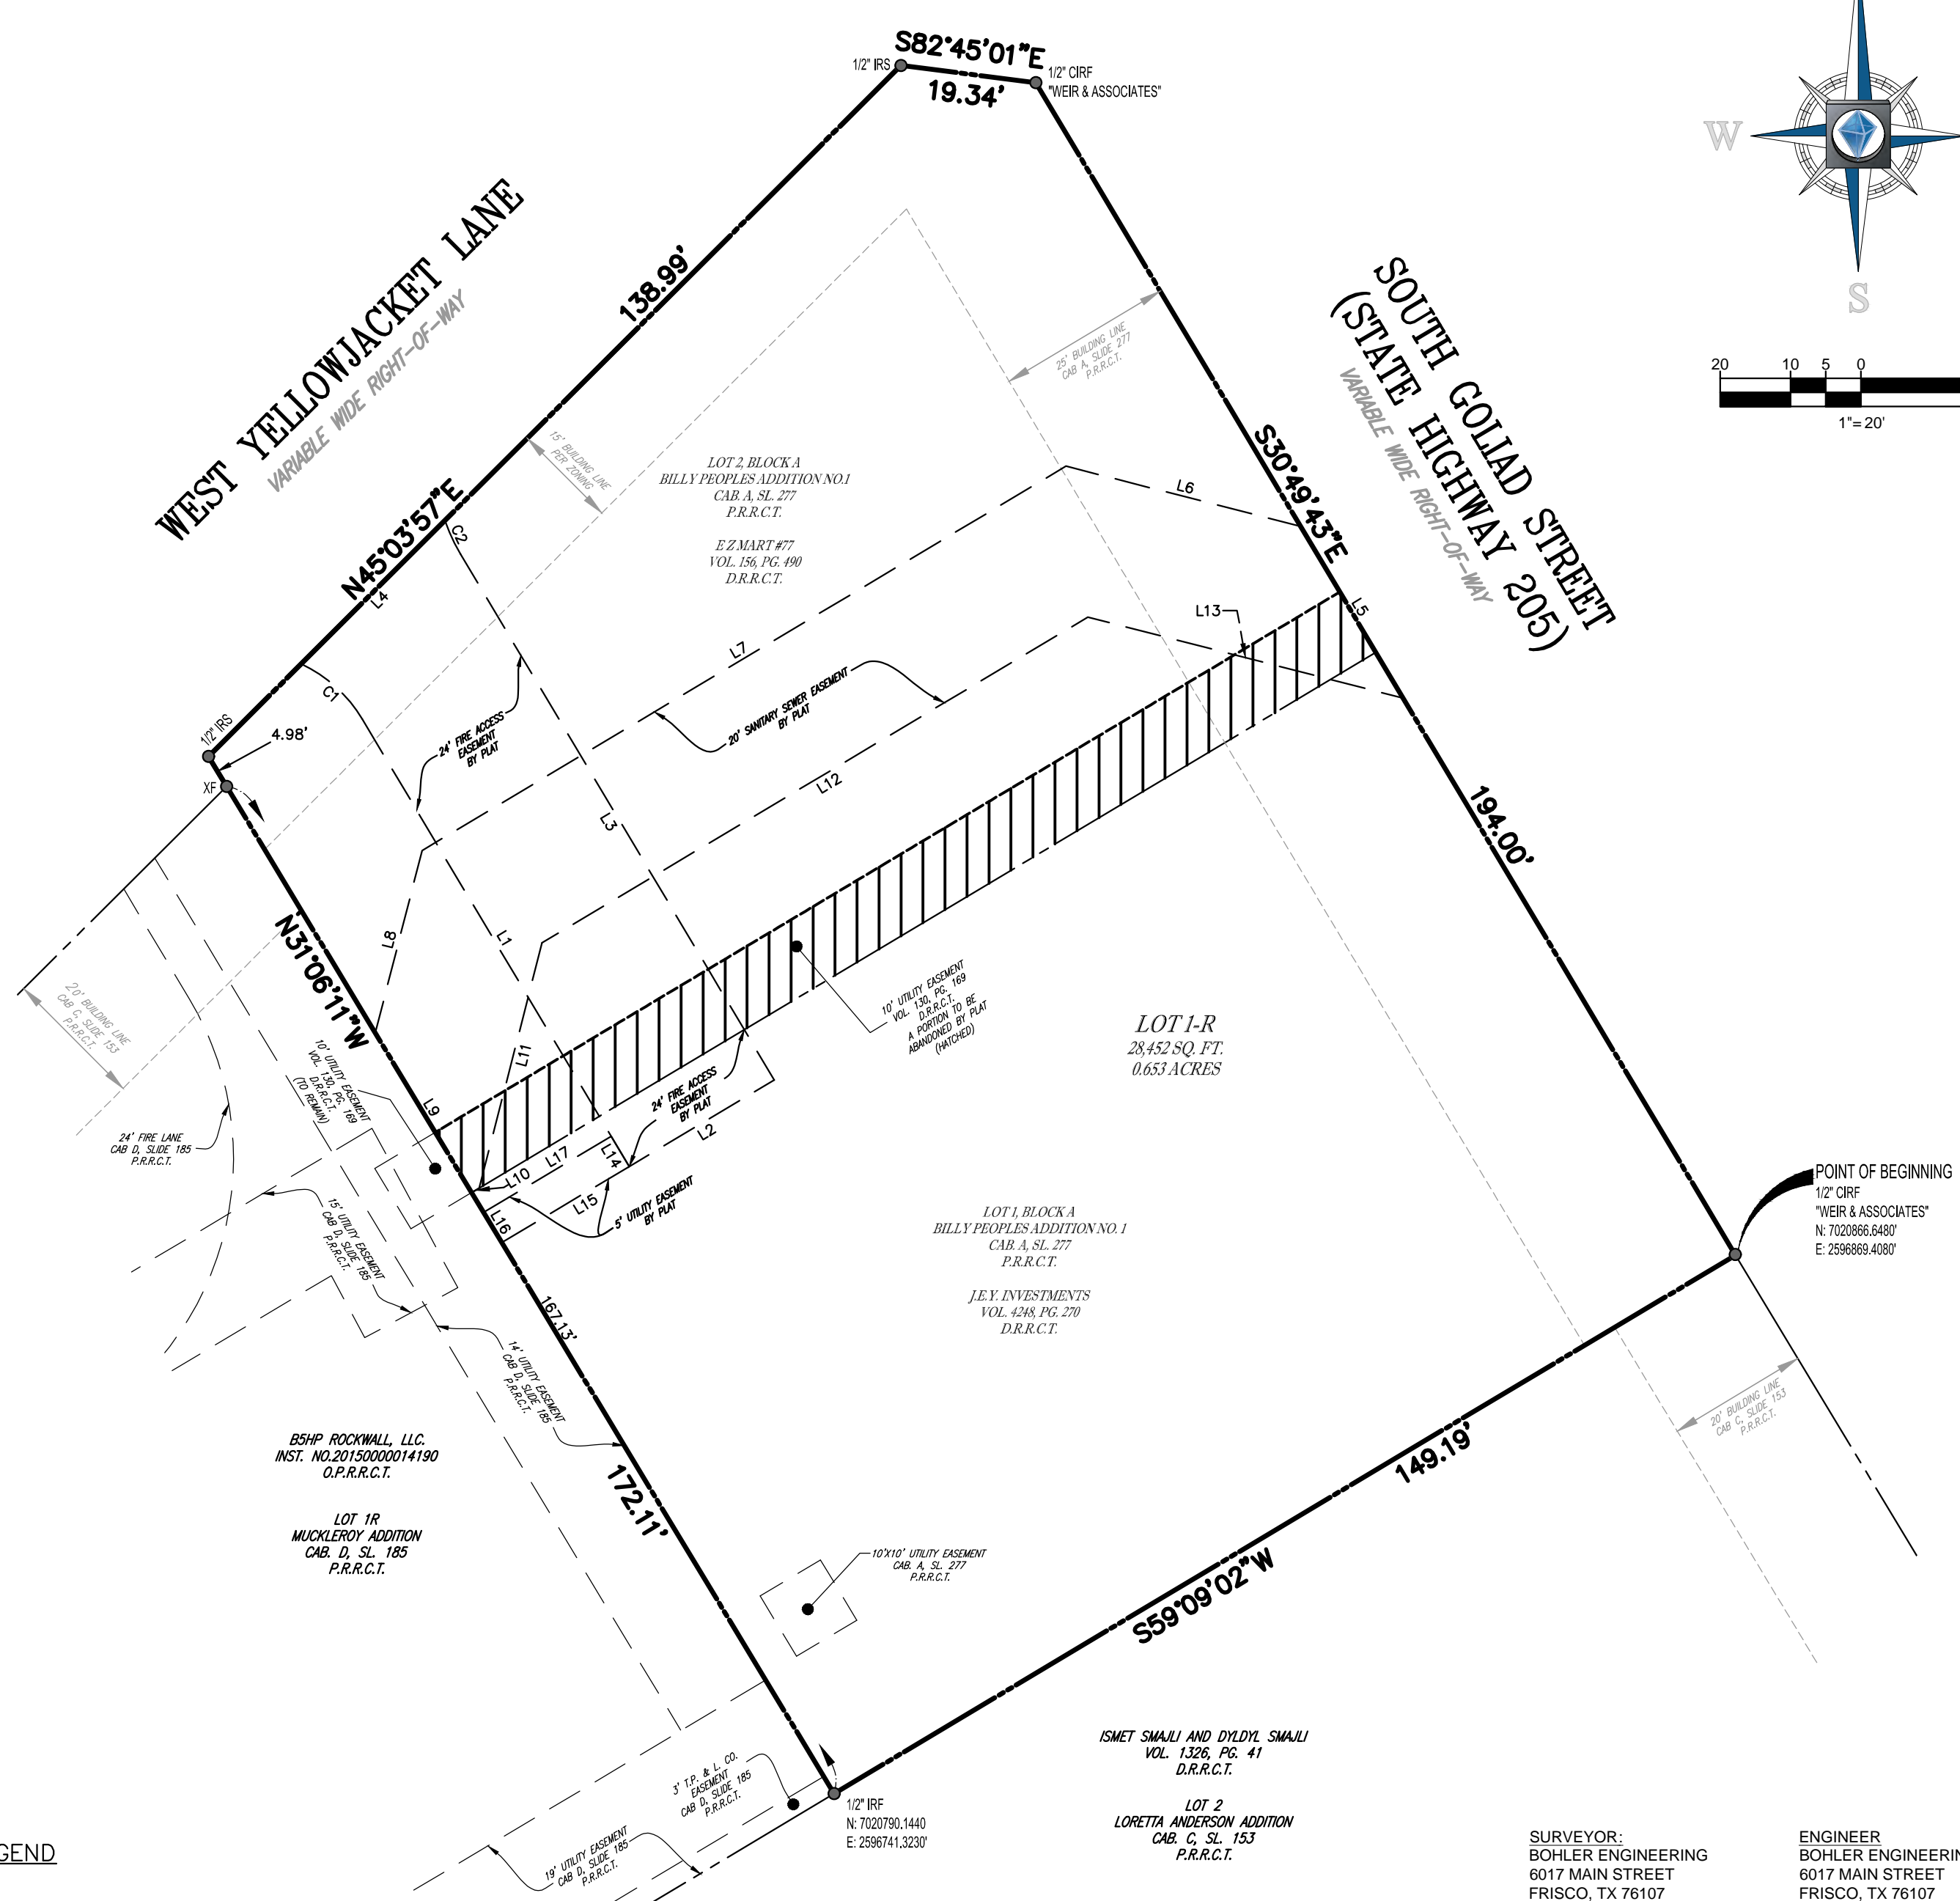 S82°45'01"E
19.34'
1/2" IRS
1/2" CIRF
"WEIR & ASSOCIATES"
W
S
20 10 5 0
1"=20'
WEST YELLOWJACKET LANE
VARIABLE WIDE RIGHT-OF-WAY
138.99'
N45°03'57"E
L4
C2
C1
15' BUILDING LINE
PER ZONING
LOT 2, BLOCK A
BILLY PEOPLES ADDITION NO.1
CAB. A, SL. 277
P.R.R.C.T.
E Z MART #77
VOL. 156, PG. 490
D.R.R.C.T.
25' BUILDING LINE
CAB A, SLIDE 277
P.R.R.C.T.
SOUTH GOLIAD STREET
(STATE HIGHWAY 205)
VARIABLE WIDE RIGHT-OF-WAY
S30°49'43"E
194.00'
L6
L5
L13
L7
20' SANITARY SEWER EASEMENT
BY PLAT
L12
L3
24' FIRE ACCESS
EASEMENT
BY PLAT
1/2" IRS
4.98'
XF
N31°06'11"W
L8
L1
L11
L9
20' BUILDING LINE
CAB C, SLIDE 153
P.R.R.C.T.
24' FIRE LANE
CAB D, SLIDE 185
P.R.R.C.T.
10' UTILITY EASEMENT
VOL. 130, PG. 169
D.R.R.C.T.
(TO REMAIN)
10' UTILITY EASEMENT
VOL. 130, PG. 169
D.R.R.C.T.
A PORTION TO BE
ABANDONED BY PLAT
(HATCHED)
LOT 1-R
28,452 SQ. FT.
0.653 ACRES
24' FIRE ACCESS
EASEMENT
BY PLAT
L2
L10
L17
L14
L15
L16
5' UTILITY EASEMENT
BY PLAT
15' UTILITY EASEMENT
CAB D, SLIDE 185
P.R.R.C.T.
14' UTILITY EASEMENT
CAB D, SLIDE 185
P.R.R.C.T.
167.13'
172.11'
LOT 1, BLOCK A
BILLY PEOPLES ADDITION NO. 1
CAB. A, SL. 277
P.R.R.C.T.
J.E.Y. INVESTMENTS
VOL. 4248, PG. 270
D.R.R.C.T.
POINT OF BEGINNING
1/2" CIRF
"WEIR & ASSOCIATES"
N: 7020866.6480'
E: 2596869.4080'
20' BUILDING LINE
CAB C, SLIDE 153
P.R.R.C.T.
149.19'
S59°09'02"W
B5HP ROCKWALL, LLC.
INST. NO.20150000014190
O.P.R.R.C.T.
LOT 1R
MUCKLEROY ADDITION
CAB. D, SL. 185
P.R.R.C.T.
10'X10' UTILITY EASEMENT
CAB. A, SL. 277
P.R.R.C.T.
3' T.P. & L. CO.
EASEMENT
CAB D, SLIDE 185
P.R.R.C.T.
19' UTILITY EASEMENT
CAB D, SLIDE 185
P.R.R.C.T.
1/2" IRF
N: 7020790.1440
E: 2596741.3230'
ISMET SMAJLI AND DYLDYL SMAJLI
VOL. 1326, PG. 41
D.R.R.C.T.
LOT 2
LORETTA ANDERSON ADDITION
CAB. C, SL. 153
P.R.R.C.T.
GEND
SURVEYOR:
BOHLER ENGINEERING
6017 MAIN STREET
FRISCO, TX 76107
ENGINEER
BOHLER ENGINEERIN
6017 MAIN STREET
FRISCO, TX 76107